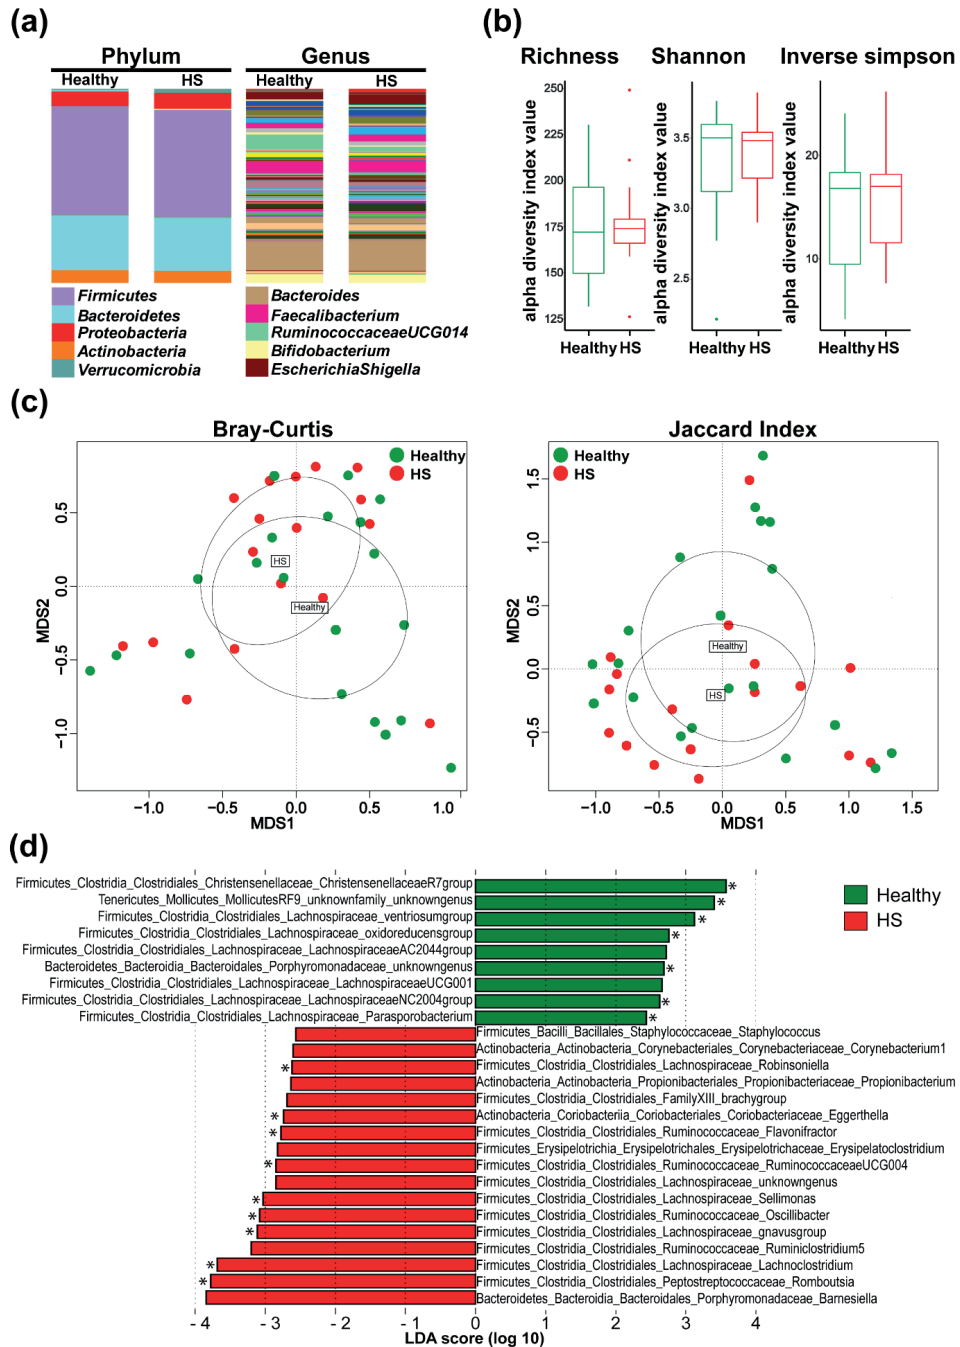 (a)
Phylum
Genus
Healthy
HS
Healthy
HS
Firmicutes
Bacteroidetes
Proteobacteria
Actinobacteria
Verrucomicrobia
Bacteroides
Faecalibacterium
RuminoccaceaeUCG014
Bifidobacterium
EscherichiaShigella
(b)
Richness
Shannon
Inverse simpson
alpha diversity index value
250
225
200
175
150
125
Healthy HS
alpha diversity index value
3.5
3.0
2.5
Healthy HS
alpha diversity index value
20
10
Healthy HS
(c)
Bray-Curtis
Healthy
HS
HS
Healthy
MDS2
0.5
0.0
−0.5
−1.0
−1.0
−0.5
0.0
0.5
1.0
MDS1
Jaccard Index
Healthy
HS
Healthy
HS
MDS2
1.5
1.0
0.5
0.0
−0.5
−1.0
−0.5
0.0
0.5
1.0
1.5
MDS1
(d)
Healthy
HS
Firmicutes_Clostridia_Clostridiales_Christensenellaceae_ChristensenellaceaeR7group *
Tenericutes_Mollicutes_MollicutesRF9_unknownfamily_unknowngenus *
Firmicutes_Clostridia_Clostridiales_Lachnospiraceae_ventriosumgroup *
Firmicutes_Clostridia_Clostridiales_Lachnospiraceae_oxidoreducensgroup *
Firmicutes_Clostridia_Clostridiales_Lachnospiraceae_LachnospiraceaeAC2044group
Bacteroidetes_Bacteroidia_Bacteroidales_Porphyromonadaceae_unknowngenus *
Firmicutes_Clostridia_Clostridiales_Lachnospiraceae_LachnospiraceaeUCG001
Firmicutes_Clostridia_Clostridiales_Lachnospiraceae_LachnospiraceaeNC2004group *
Firmicutes_Clostridia_Clostridiales_Lachnospiraceae_Parasporobacterium *
Firmicutes_Bacilli_Bacillales_Staphylococcaceae_Staphylococcus
Actinobacteria_Actinobacteria_Corynebacteriales_Corynebacteriaceae_Corynebacterium1
* Firmicutes_Clostridia_Clostridiales_Lachnospiraceae_Robinsoniella
Actinobacteria_Actinobacteria_Propionibacteriales_Propionibacteriaceae_Propionibacterium
Firmicutes_Clostridia_Clostridiales_FamilyXIII_brachygroup
* Actinobacteria_Coriobacteriia_Coriobacteriales_Coriobacteriaceae_Eggerthella
* Firmicutes_Clostridia_Clostridiales_Ruminococcaceae_Flavonifractor
Firmicutes_Erysipelotrichia_Erysipelotrichales_Erysipelotrichaceae_Erysipelatoclostridium
* Firmicutes_Clostridia_Clostridiales_Ruminococcaceae_RuminococcaceaeUCG004
Firmicutes_Clostridia_Clostridiales_Lachnospiraceae_unknowngenus
* Firmicutes_Clostridia_Clostridiales_Lachnospiraceae_Sellimonas
* Firmicutes_Clostridia_Clostridiales_Ruminococcaceae_Oscillibacter
* Firmicutes_Clostridia_Clostridiales_Lachnospiraceae_gnavusgroup
Firmicutes_Clostridia_Clostridiales_Ruminococcaceae_Ruminiclostridium5
* Firmicutes_Clostridia_Clostridiales_Lachnospiraceae_Lachnoclostridium
* Firmicutes_Clostridia_Clostridiales_Peptostreptococcaceae_Romboutsia
Bacteroidetes_Bacteroidia_Bacteroidales_Porphyromonadaceae_Barnesiella
- 4 - 3 - 2 - 1 0 1 2 3 4
LDA score (log 10)